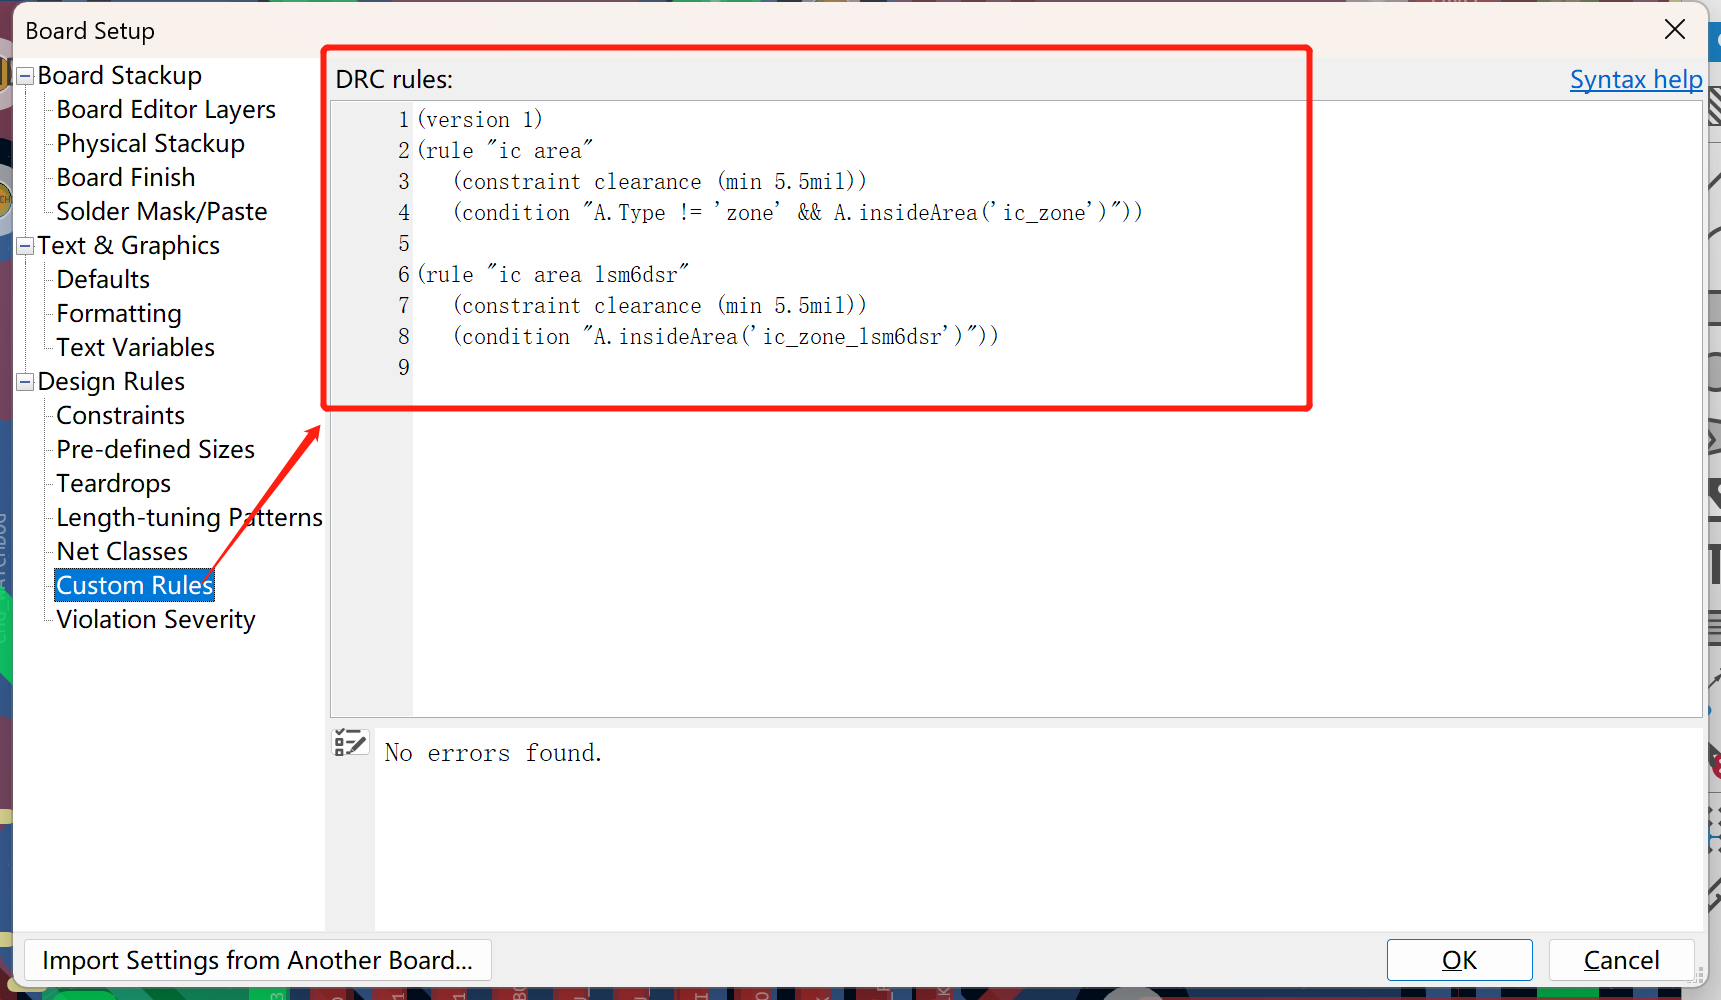 Board Setup
Board Stackup
Board Editor Layers
Physical Stackup
Board Finish
Solder Mask/Paste
Text & Graphics
Defaults
Formatting
Text Variables
Design Rules
Constraints
Pre-defined Sizes
Teardrops
Length-tuning Patterns
Net Classes
Custom Rules
Violation Severity
DRC rules:
Syntax help
1 (version 1)
2 (rule "ic area"
3    (constraint clearance (min 5.5mil))
4    (condition "A.Type != 'zone' && A.insideArea('ic_zone')"))
5
6 (rule "ic area lsm6dsr"
7    (constraint clearance (min 5.5mil))
8    (condition "A.insideArea('ic_zone_lsm6dsr')"))
9
No errors found.
Import Settings from Another Board...
OK
Cancel